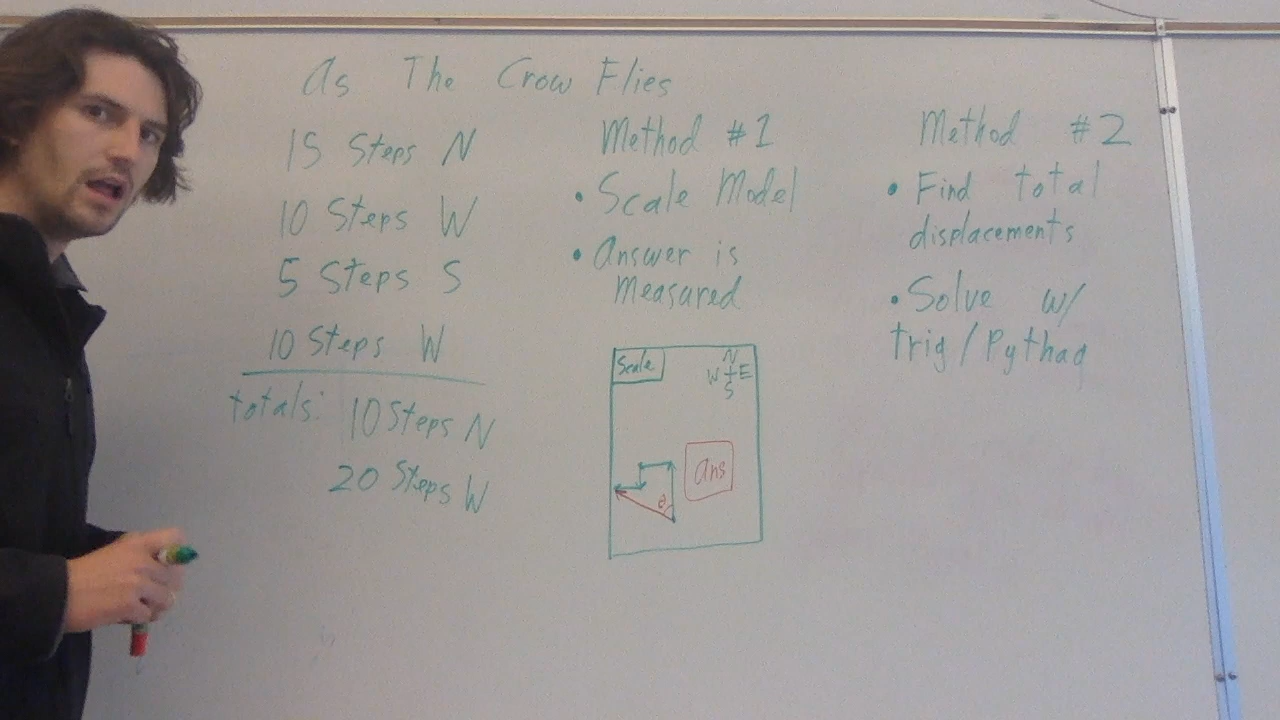 As The Crow Flies
15 Steps N
10 Steps W
5 Steps S
10 Steps W
totals: 10 Steps N
20 Steps W
Method #1
• Scale Model
• Answer is
measured
Scale
N
W E
S
θ
Ans
Method #2
• Find total
displacements
• Solve w/
trig/Pythag